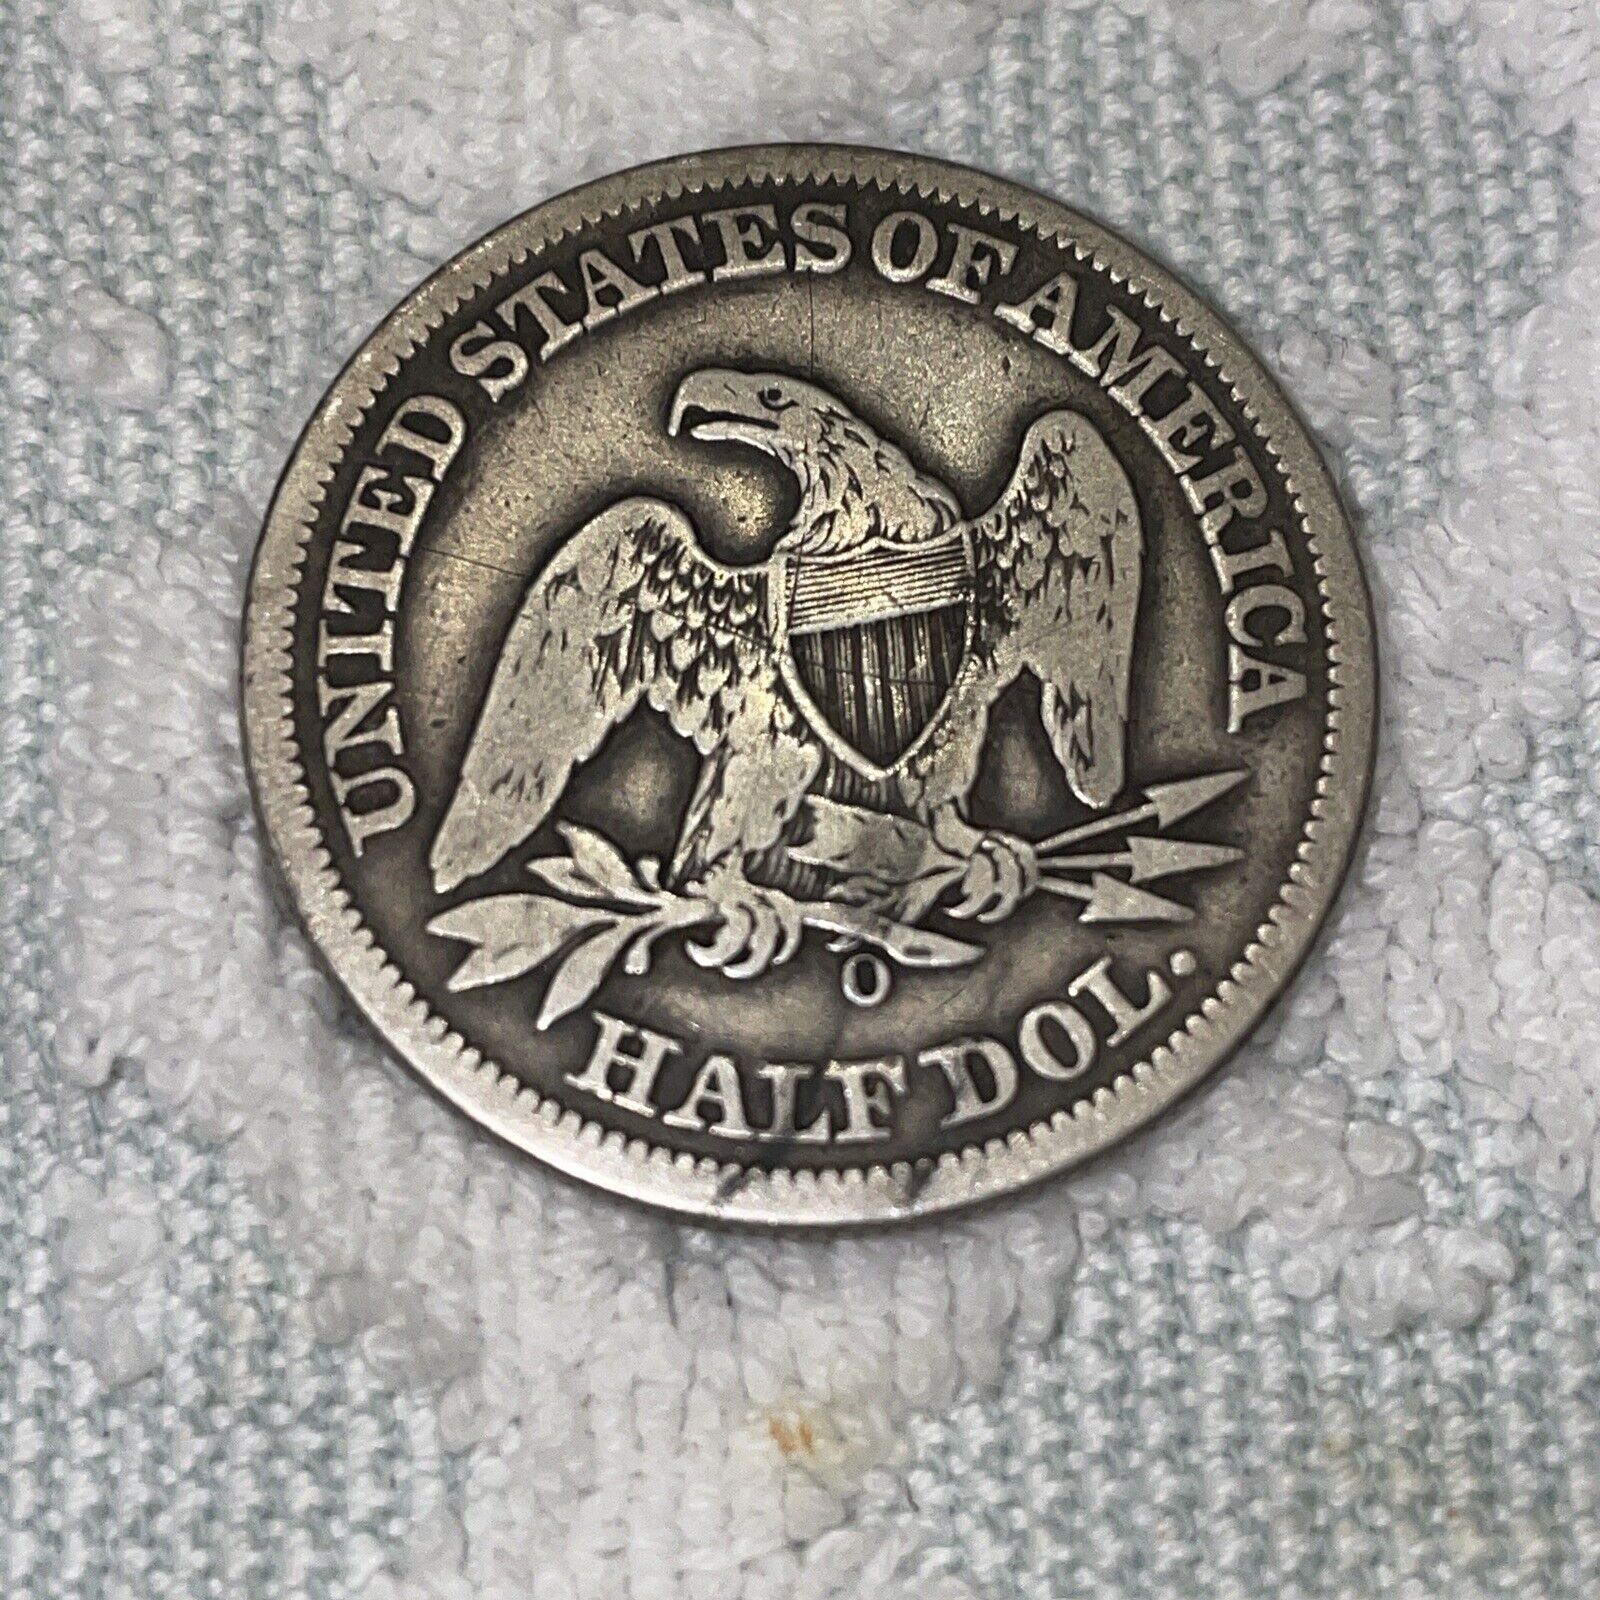 UNITED STATES OF AMERICA
O
HALF DOL.